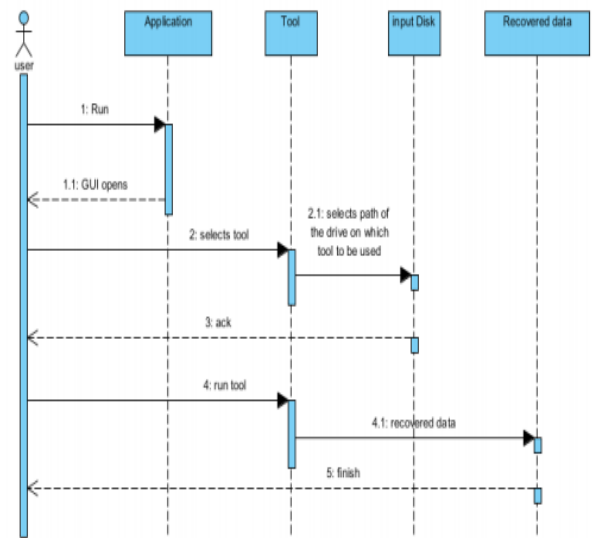 Application
Tool
input Disk
Recovered data
user
1: Run
1.1: GUI opens
2: selects tool
2.1: selects path of
the drive on which
tool to be used
3: ack
4: run tool
4.1: recovered data
5: finish